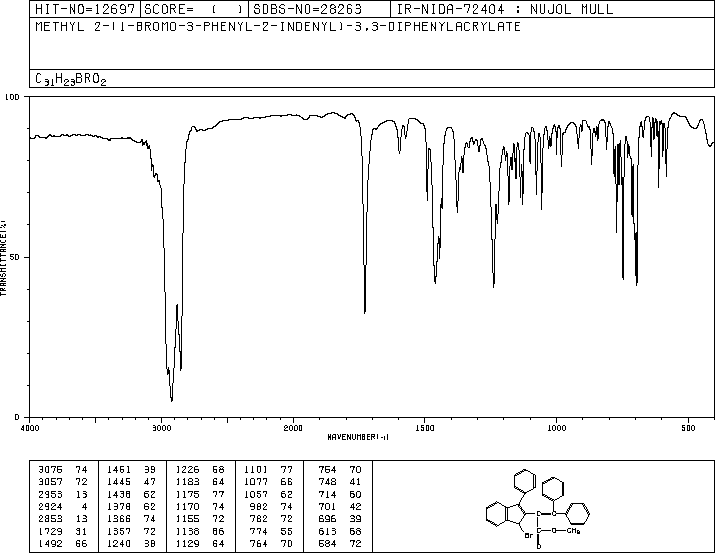 HIT-NO=12697 SCORE= ( ) SDBS-NO=28263 IR-NIDA-72404 : NUJOL MULL
METHYL 2-(1-BROMO-3-PHENYL-2-INDENYL)-3,3-DIPHENYLACRYLATE
C31H23BRO2
100
50
0
TRANSMITTANCE(%)
4000 3000 2000 1500 1000 500
WAVENUMBER(-1)
3076 74 1461 39 1226 68 1101 77 764 70
3057 72 1445 47 1183 64 1077 66 748 41
2953 13 1438 62 1175 77 1057 62 714 60
2924 4 1378 62 1170 74 982 74 701 42
2853 13 1366 74 1155 72 782 72 696 39
1729 31 1357 72 1138 66 774 55 613 68
1492 66 1240 38 1129 64 764 70 584 72
C C
Br C O CH3
O